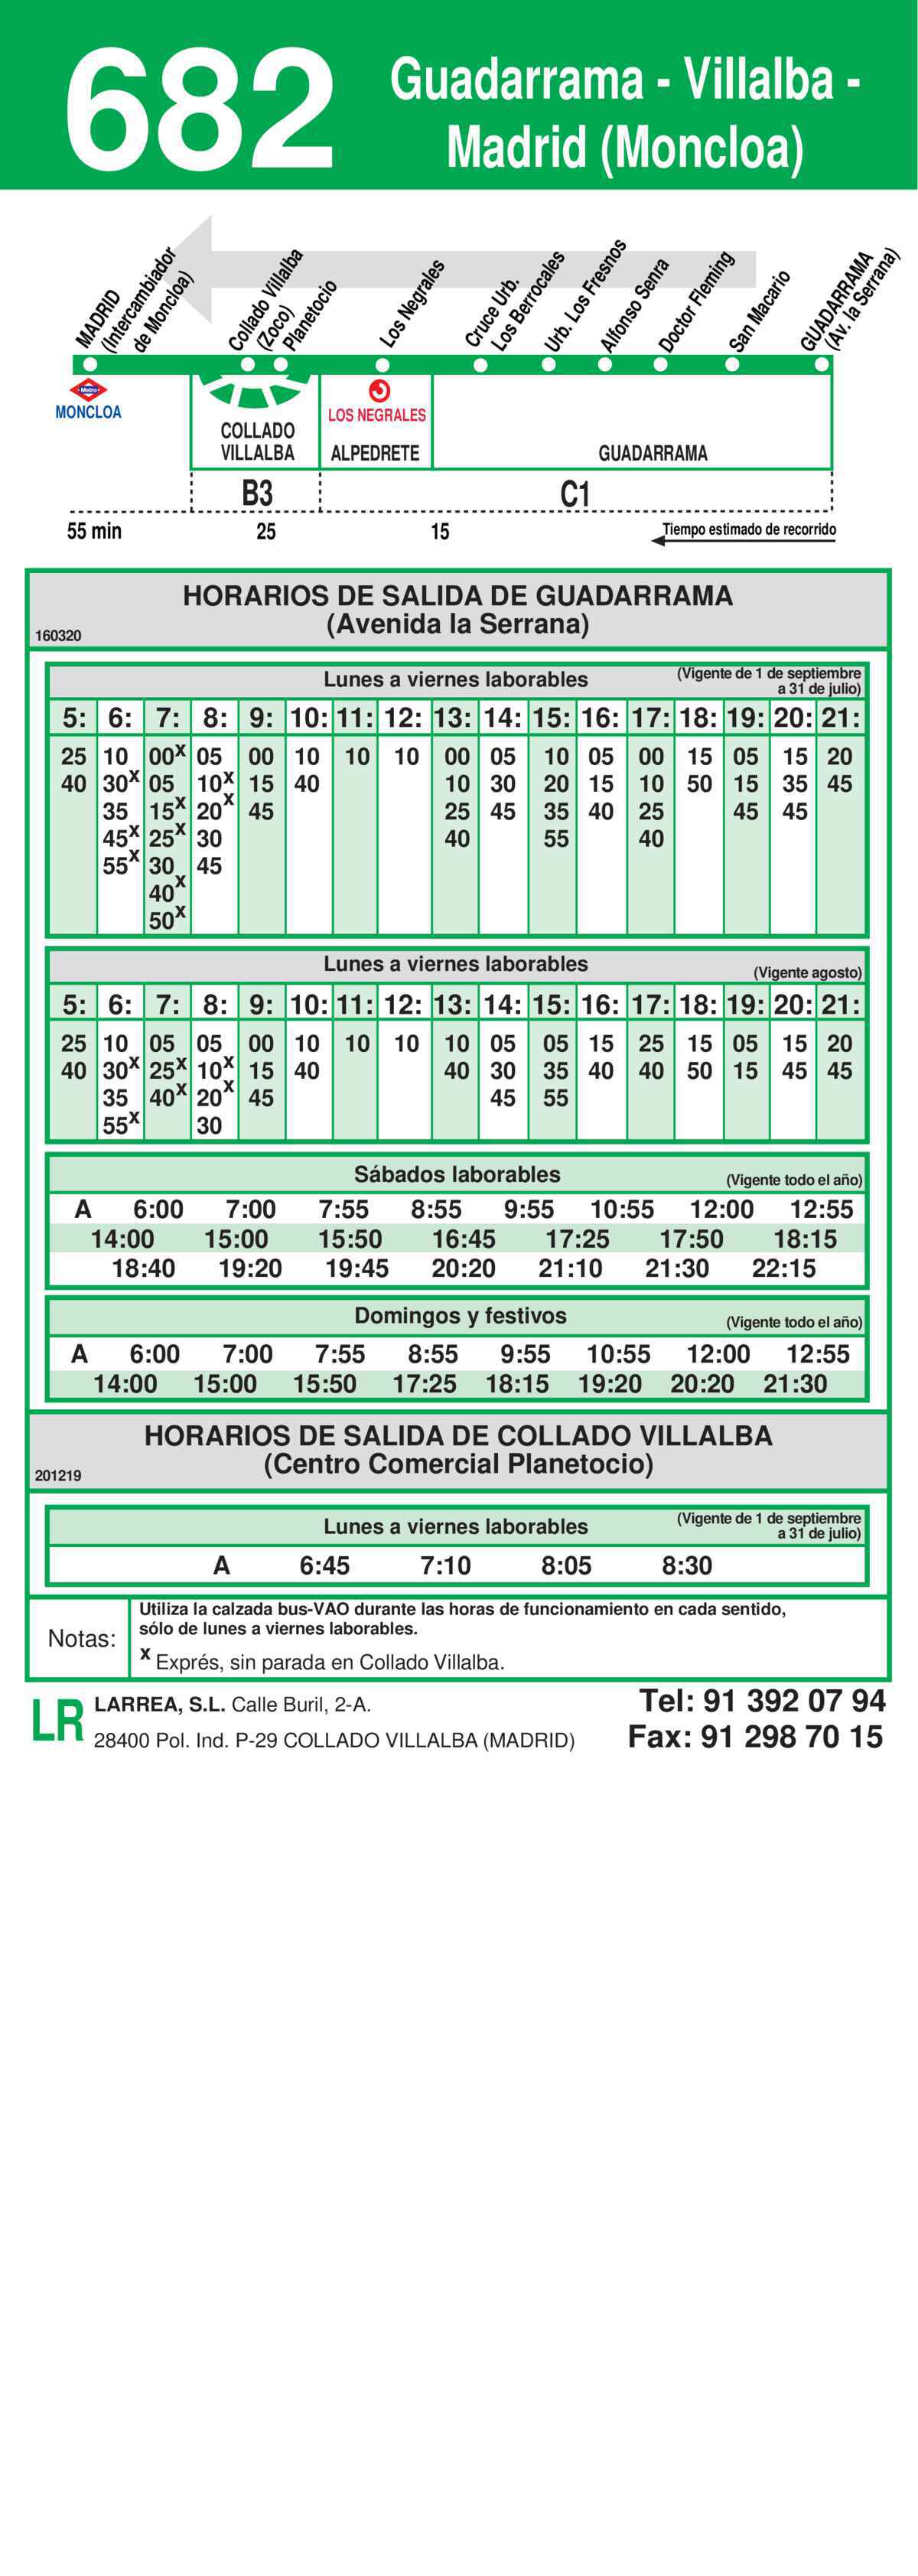 682
Guadarrama - Villalba -
Madrid (Moncloa)
MADRID
(Intercambiador
de Moncloa)
Collado Villalba
(Zoco)
Planetocio
Los Negrales
Cruce Urb.
Los Berrocales
Urb. Los Fresnos
Alfonso Senra
Doctor Fleming
San Macario
GUADARRAMA
(Av. la Serrana)
Metro
MONCLOA
LOS NEGRALES
COLLADO
VILLALBA ALPEDRETE GUADARRAMA
B3 C1
55 min 25 15 Tiempo estimado de recorrido
HORARIOS DE SALIDA DE GUADARRAMA
(Avenida la Serrana)
160320
Lunes a viernes laborables (Vigente de 1 de septiembre
a 31 de julio)
5: 6: 7: 8: 9: 10: 11: 12: 13: 14: 15: 16: 17: 18: 19: 20: 21:
25 10 00x 05 00 10 10 10 00 05 10 05 00 15 05 15 20
40 30x 05 10x 15 40 10 30 20 15 10 50 15 35 45
35 15x 20x 45 25 45 35 40 25 45 45
45x 25x 30 40 55 40
55x 30 45
40x
50x
Lunes a viernes laborables (Vigente agosto)
5: 6: 7: 8: 9: 10: 11: 12: 13: 14: 15: 16: 17: 18: 19: 20: 21:
25 10 05 05 00 10 10 10 10 05 05 15 25 15 05 15 20
40 30x 25x 10x 15 40 40 30 35 40 40 50 15 45 45
35 40x 20x 45 45 55
55x 30
Sábados laborables (Vigente todo el año)
A 6:00 7:00 7:55 8:55 9:55 10:55 12:00 12:55
14:00 15:00 15:50 16:45 17:25 17:50 18:15
18:40 19:20 19:45 20:20 21:10 21:30 22:15
Domingos y festivos (Vigente todo el año)
A 6:00 7:00 7:55 8:55 9:55 10:55 12:00 12:55
14:00 15:00 15:50 17:25 18:15 19:20 20:20 21:30
HORARIOS DE SALIDA DE COLLADO VILLALBA
(Centro Comercial Planetocio)
201219
Lunes a viernes laborables (Vigente de 1 de septiembre
a 31 de julio)
A 6:45 7:10 8:05 8:30
Notas:
Utiliza la calzada bus-VAO durante las horas de funcionamiento en cada sentido,
sólo de lunes a viernes laborables.
x Exprés, sin parada en Collado Villalba.
LR LARREA, S.L. Calle Buril, 2-A.
28400 Pol. Ind. P-29 COLLADO VILLALBA (MADRID)
Tel: 91 392 07 94
Fax: 91 298 70 15